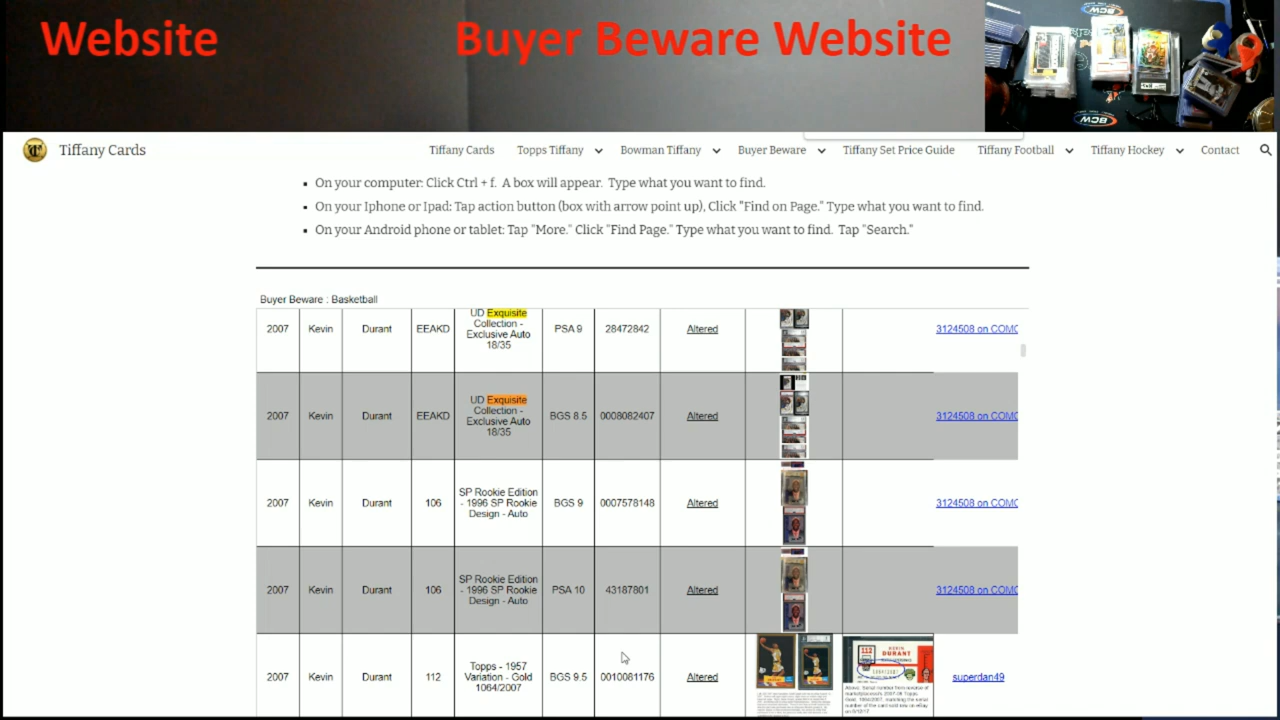 Website
Buyer Beware Website
BCW
BCW
Tiffany Cards
Tiffany Cards Topps Tiffany Bowman Tiffany Buyer Beware Tiffany Set Price Guide Tiffany Football Tiffany Hockey Contact
On your computer: Click Ctrl + f. A box will appear. Type what you want to find.
On your Iphone or Ipad: Tap action button (box with arrow point up), Click "Find on Page." Type what you want to find.
On your Android phone or tablet: Tap "More." Click "Find Page." Type what you want to find. Tap "Search."
Buyer Beware : Basketball
2007 Kevin Durant EEAKD UD Exquisite Collection - Exclusive Auto 18/35 PSA 9 28472842 Altered 3124508 on COMC
2007 Kevin Durant EEAKD UD Exquisite Collection - Exclusive Auto 18/35 BGS 8.5 0008082407 Altered 3124508 on COMC
2007 Kevin Durant 106 SP Rookie Edition - 1996 SP Rookie Design - Auto BGS 9 0007578148 Altered 3124508 on COMC
2007 Kevin Durant 106 SP Rookie Edition - 1996 SP Rookie Design - Auto PSA 10 43187801 Altered 3124508 on COMC
2007 Kevin Durant 112 Topps - 1957 Variation - Gold 1064/2007 BGS 9.5 0010081176 Altered superdan49
112 KEVIN DURANT